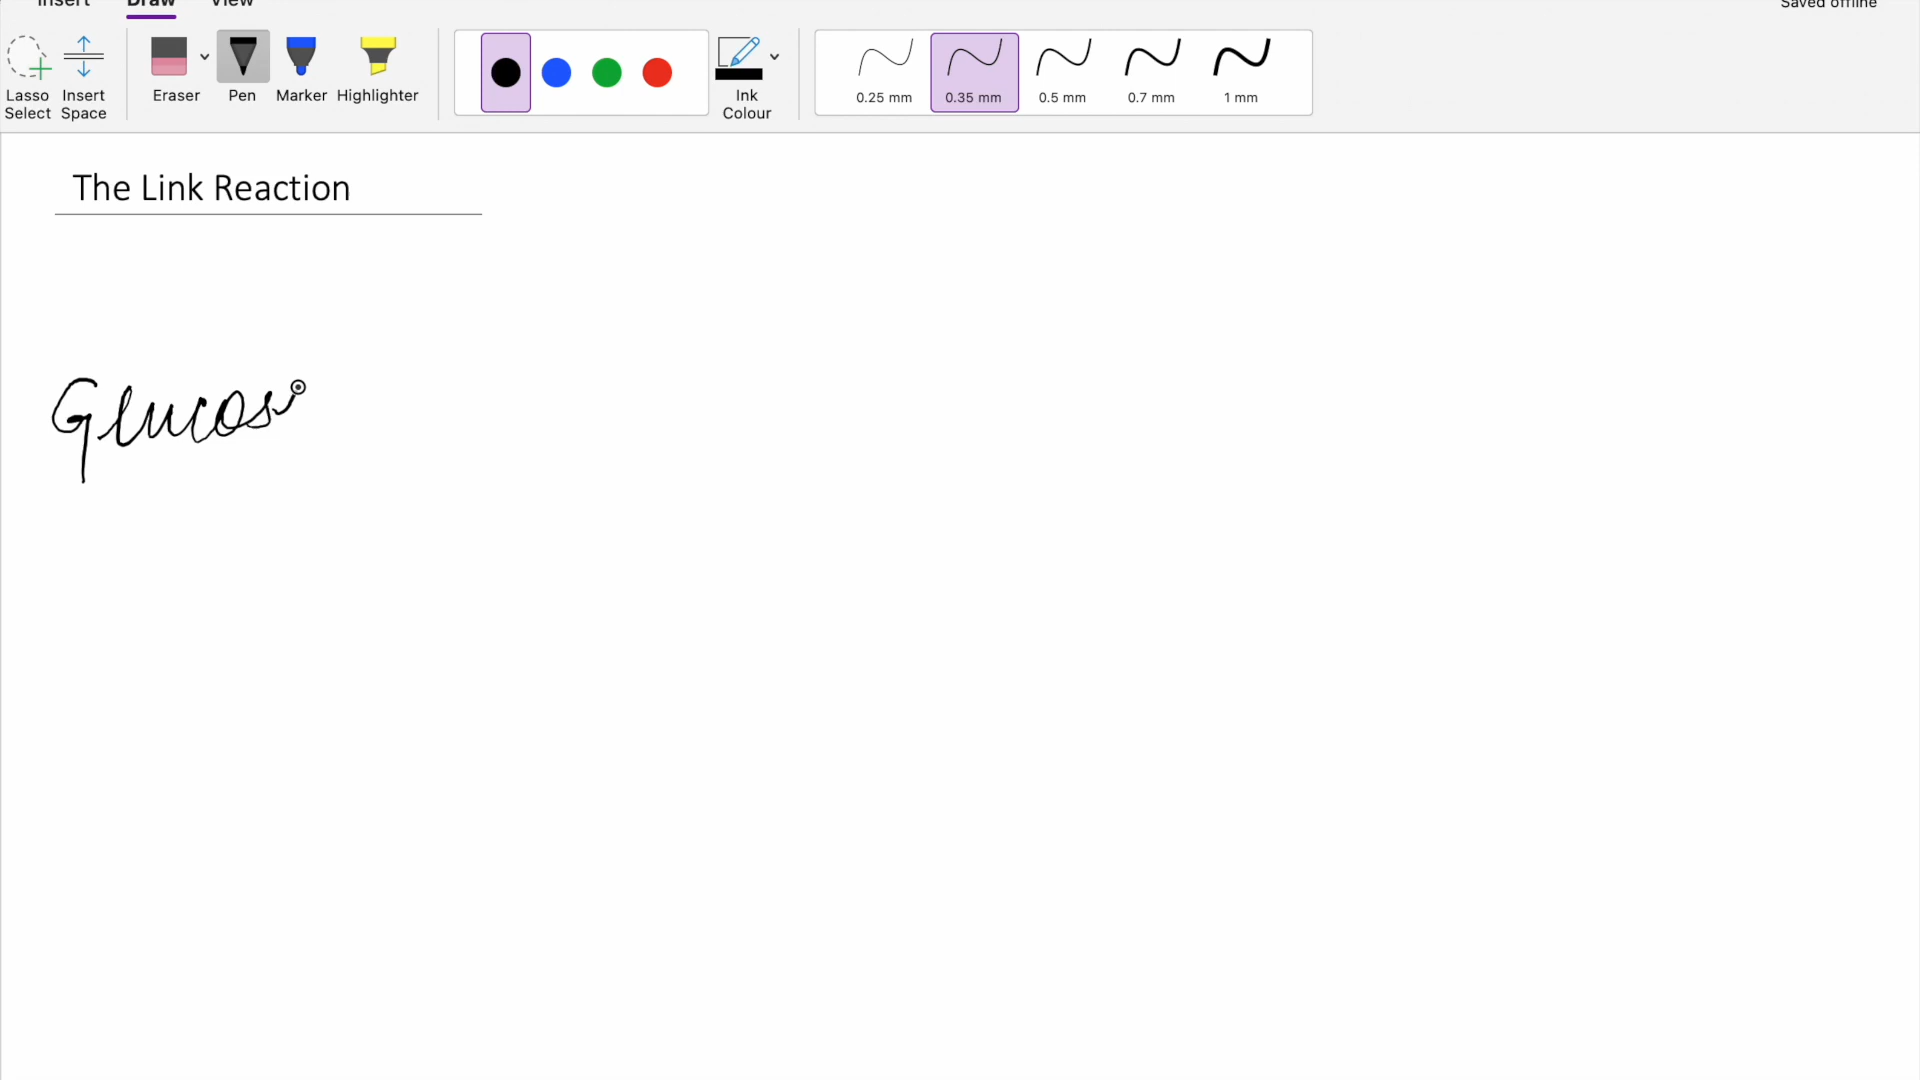 Insert Draw View Saved offline
Lasso Select
Insert Space
Eraser
Pen
Marker
Highlighter
Ink Colour
0.25 mm
0.35 mm
0.5 mm
0.7 mm
1 mm
The Link Reaction
Glucos